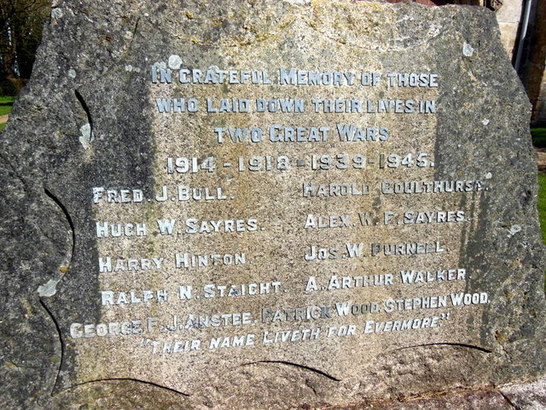 IN GRATEFUL MEMORY OF THOSE
WHO LAID DOWN THEIR LIVES IN
TWO GREAT WARS
1914 - 1918 - 1939 - 1945.
FRED. J. BULL. HAROLD COULTHURST.
HUGH W. SAYRES. ALEX. W. F. SAYRES.
HARRY HINTON JOS. W. PURNELL.
RALPH N. STAIGHT. A. ARTHUR WALKER
GEORGE F. J. ANSTEE. PATRICK WOOD. STEPHEN WOOD.
"THEIR NAME LIVETH FOR EVERMORE"